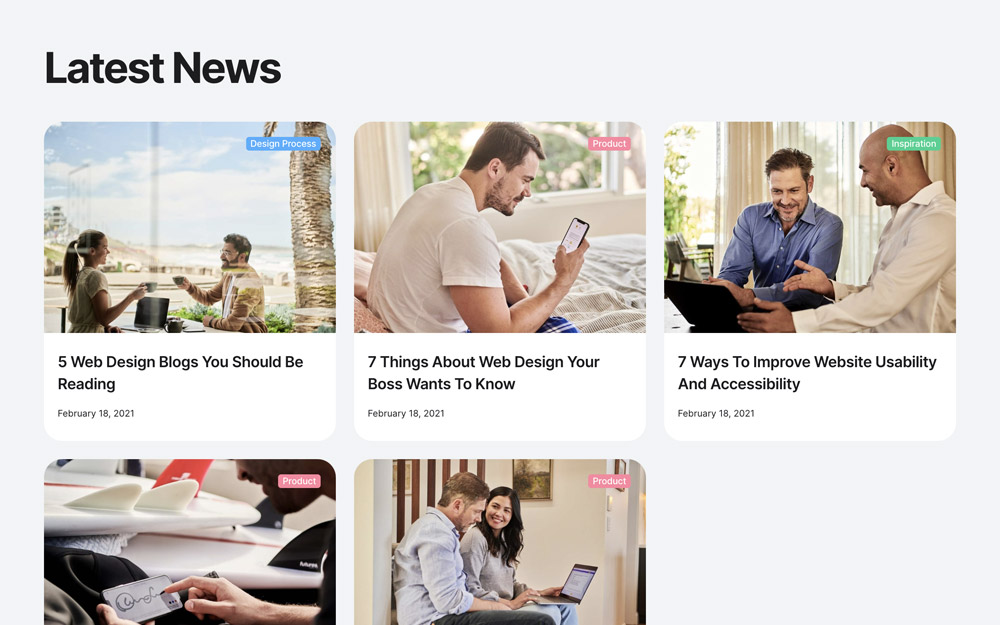 Latest News
Design Process
Product
Inspiration
5 Web Design Blogs You Should Be
Reading
February 18, 2021
7 Things About Web Design Your
Boss Wants To Know
February 18, 2021
7 Ways To Improve Website Usability
And Accessibility
February 18, 2021
Product
futures.
Product